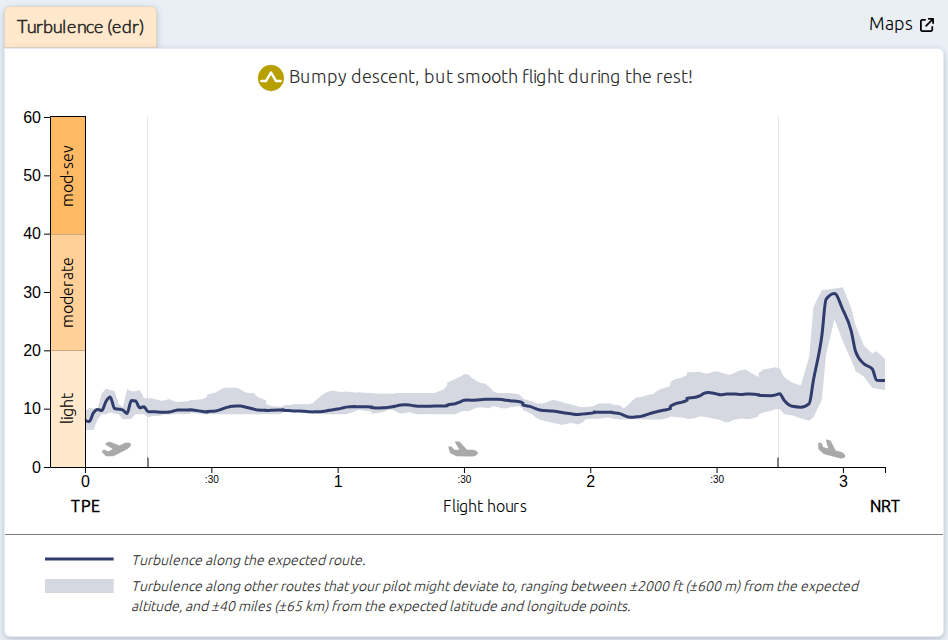 Turbulence (edr)
Maps
Bumpy descent, but smooth flight during the rest!
60
50
40
30
20
10
0
mod-sev
moderate
light
0
:30
1
:30
2
:30
3
TPE
Flight hours
NRT
Turbulence along the expected route.
Turbulence along other routes that your pilot might deviate to, ranging between ±2000 ft (±600 m) from the expected
altitude, and ±40 miles (±65 km) from the expected latitude and longitude points.